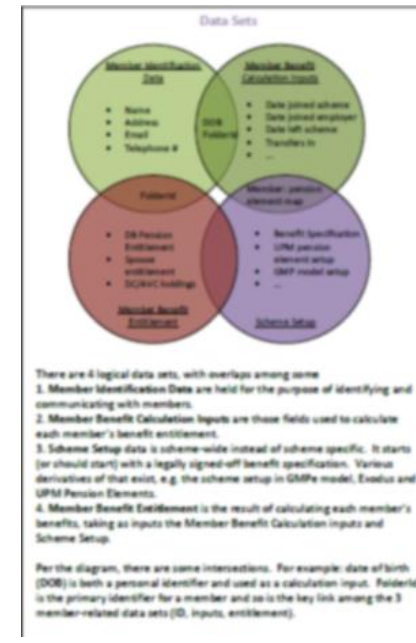 Data Sets
Member Identification
Data
• Name
• Address
• Email
• Telephone #
DOB
FolderId
Member Benefit
Calculation Inputs
• Date joined scheme
• Date joined employer
• Date left scheme
• Transfers in
• ...
FolderId
Member: pension
element map
• DB Pension
Entitlement
• Spouse
entitlement
• DC/AVC holdings
Member Benefit
Entitlement
• Benefit Specification
• UPM pension
element setup
• GMP model setup
• ...
Scheme Setup
There are 4 logical data sets, with overlaps among some
1. Member Identification Data are held for the purpose of identifying and
communicating with members.
2. Member Benefit Calculation Inputs are those fields used to calculate
each member's benefit entitlement.
3. Scheme Setup data is scheme-wide instead of scheme specific. It starts
(or should start) with a legally signed-off benefit specification. Various
derivatives of that exist, e.g. the scheme setup in GMPe model, Exodus and
UPM Pension Elements.
4. Member Benefit Entitlement is the result of calculating each member's
benefits, taking as inputs the Member Benefit Calculation inputs and
Scheme Setup.
Per the diagram, there are some intersections. For example: date of birth
(DOB) is both a personal identifier and used as a calculation input. FolderId
is the primary identifier for a member and so is the key link among the 3
member-related data sets (ID, inputs, entitlement).